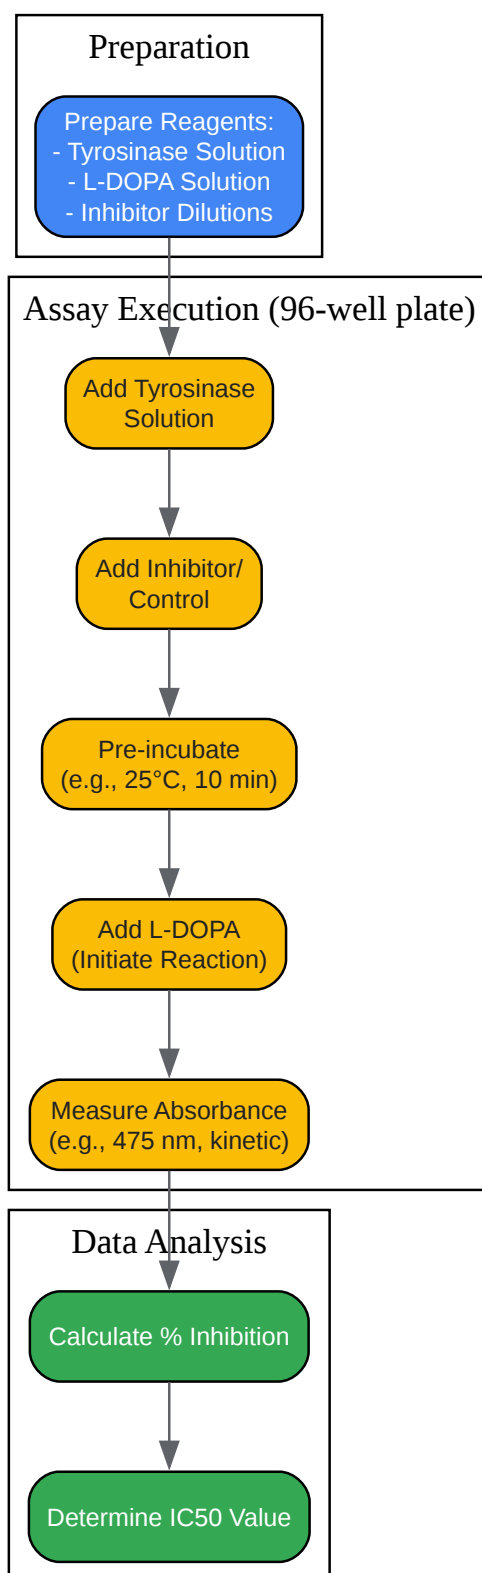 Preparation
Prepare Reagents:
- Tyrosinase Solution
- L-DOPA Solution
- Inhibitor Dilutions
Assay Execution (96-well plate)
Add Tyrosinase
Solution
Add Inhibitor/
Control
Pre-incubate
(e.g., 25°C, 10 min)
Add L-DOPA
(Initiate Reaction)
Measure Absorbance
(e.g., 475 nm, kinetic)
Data Analysis
Calculate % Inhibition
Determine IC50 Value